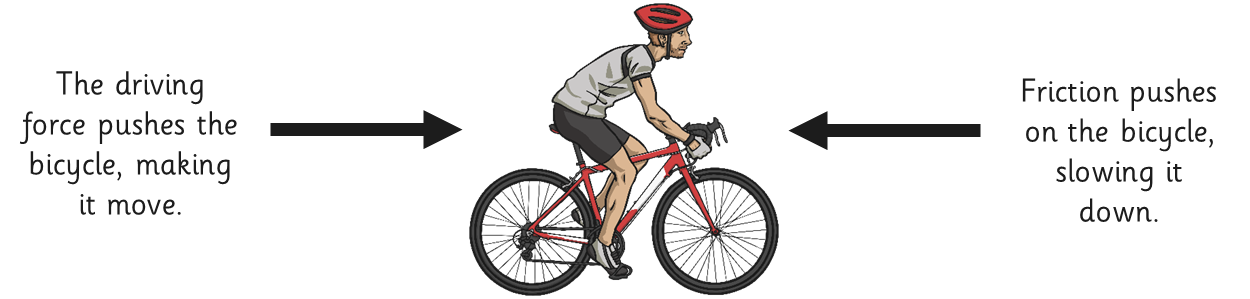 The driving
force pushes the
bicycle, making
it move.
Friction pushes
on the bicycle,
slowing it
down.